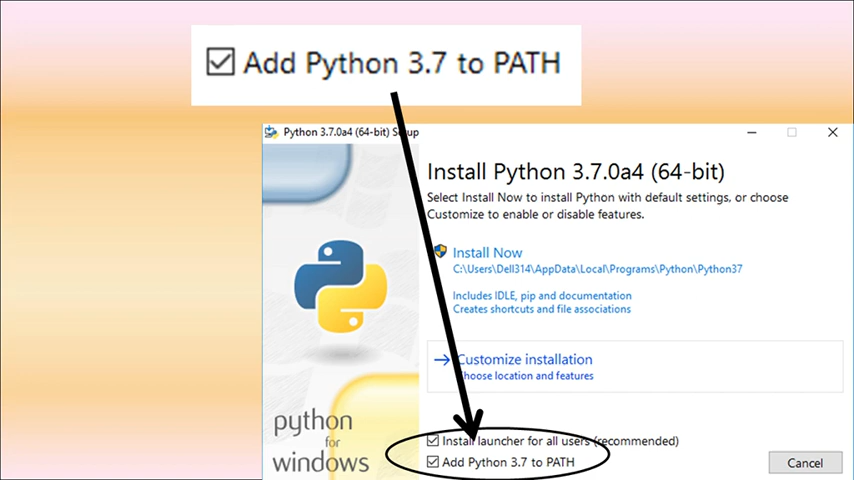 Add Python 3.7 to PATH
Python 3.7.0a4 (64-bit) Setup
Install Python 3.7.0a4 (64-bit)
Select Install Now to install Python with default settings, or choose
Customize to enable or disable features.
Install Now
C:\Users\Dell314\AppData\Local\Programs\Python\Python37
Includes IDLE, pip and documentation
Creates shortcuts and file associations
Customize installation
Choose location and features
python
for
windows
Install launcher for all users (recommended)
Add Python 3.7 to PATH
Cancel